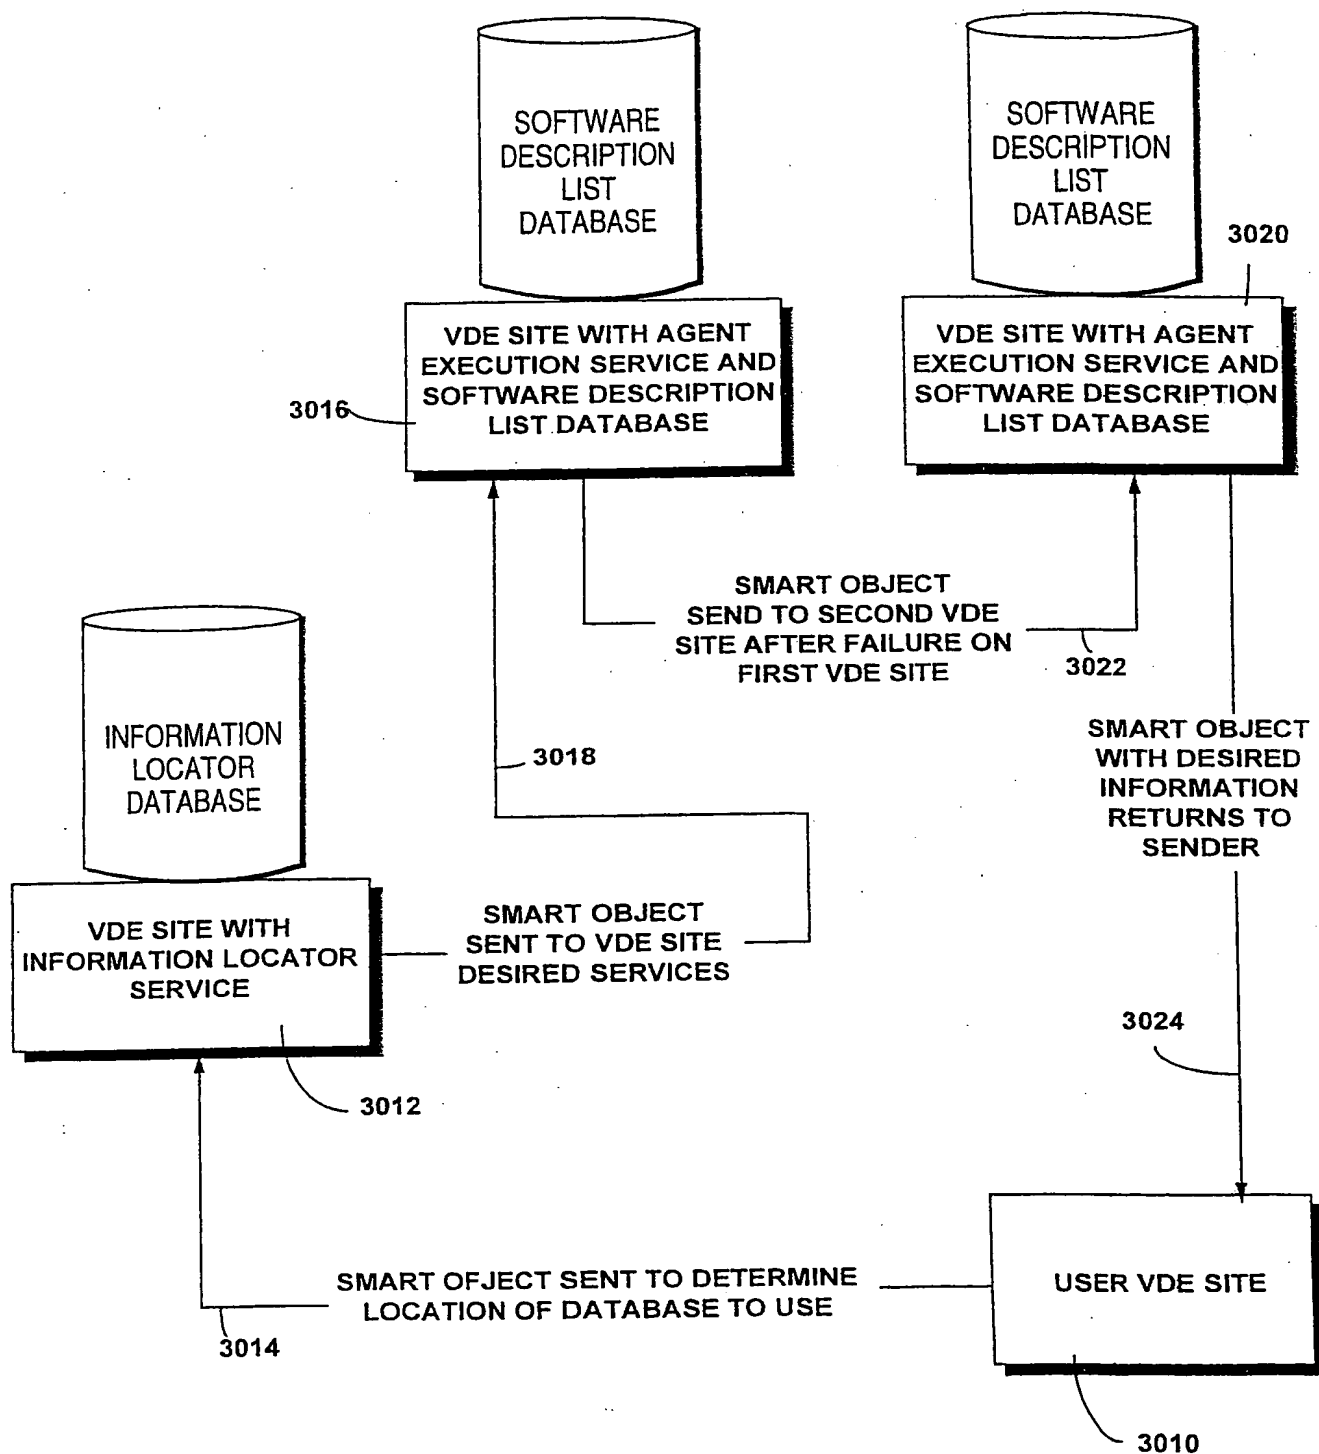 SOFTWARE
DESCRIPTION
LIST
DATABASE
SOFTWARE
DESCRIPTION
LIST
DATABASE
3020
VDE SITE WITH AGENT
EXECUTION SERVICE AND
SOFTWARE DESCRIPTION
LIST DATABASE
3016
VDE SITE WITH AGENT
EXECUTION SERVICE AND
SOFTWARE DESCRIPTION
LIST DATABASE
SMART OBJECT
SEND TO SECOND VDE
SITE AFTER FAILURE ON
FIRST VDE SITE
3022
INFORMATION
LOCATOR
DATABASE
3018
SMART OBJECT
WITH DESIRED
INFORMATION
RETURNS TO
SENDER
VDE SITE WITH
INFORMATION LOCATOR
SERVICE
SMART OBJECT
SENT TO VDE SITE
DESIRED SERVICES
3024
3012
SMART OFJECT SENT TO DETERMINE
LOCATION OF DATABASE TO USE
USER VDE SITE
3014
3010